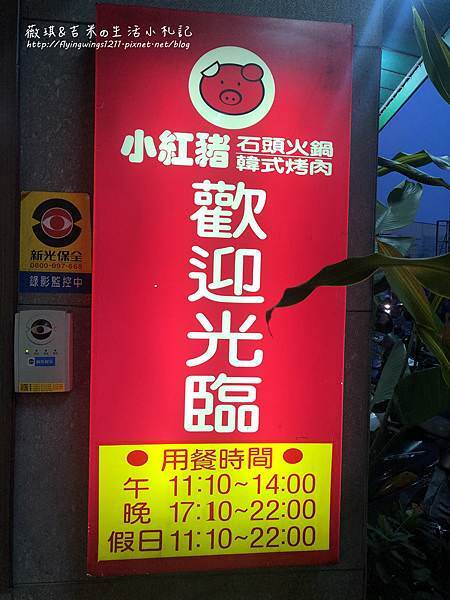 薇琪&吉米の生活小札記
http://flyingwings1211.pixnet.net/blog
小紅豬 石頭火鍋
韓式烤肉
歡迎光臨
新光保全
0800-097-668
錄影監控中
用餐時間
午 11:10~14:00
晚 17:10~22:00
假日 11:10~22:00